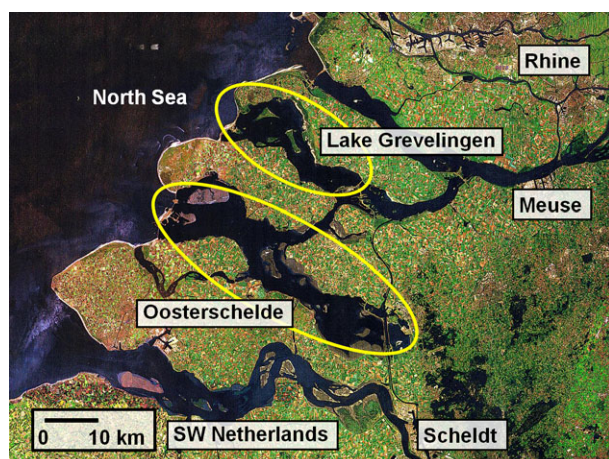 Rhine
North Sea
Lake Grevelingen
Meuse
Oosterschelde
0 10 km
SW Netherlands
Scheldt